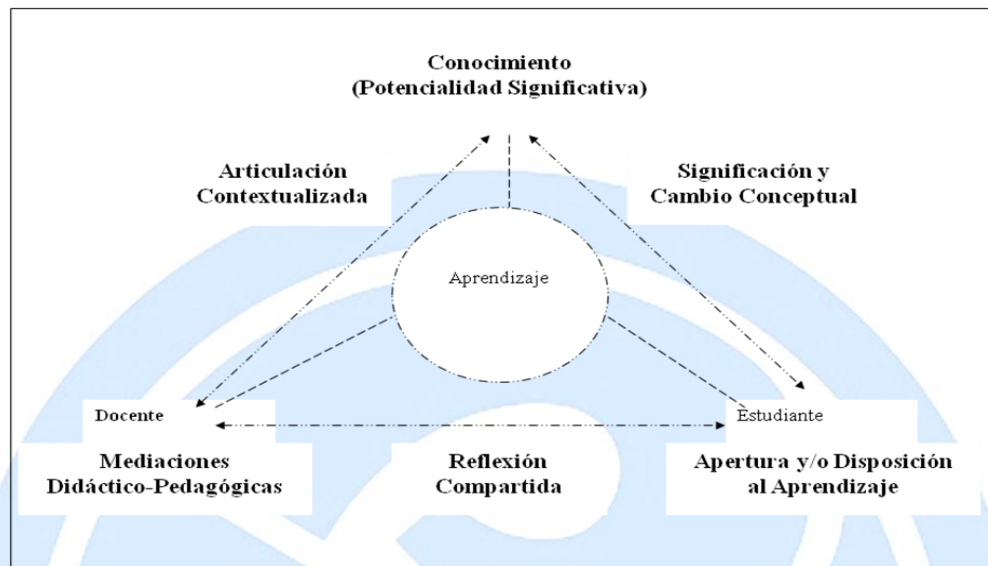 Conocimiento
(Potencialidad Significativa)
Articulación
Contextualizada
Significación y
Cambio Conceptual
Aprendizaje
Docente
Estudiante
Mediaciones
Didáctico-Pedagógicas
Reflexión
Compartida
Apertura y/o Disposición
al Aprendizaje